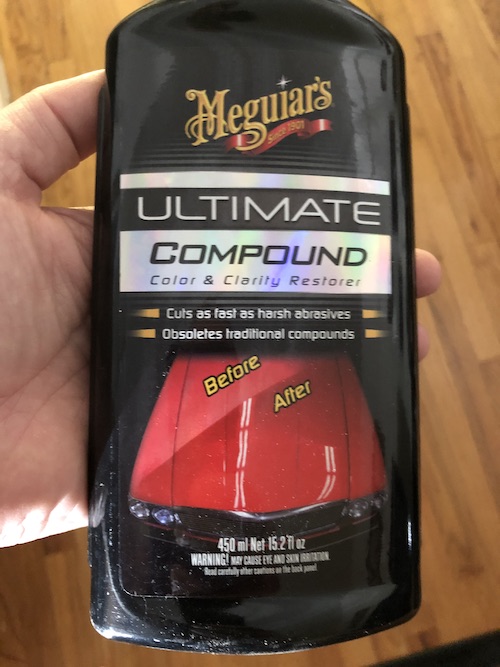 Meguiar's
SINCE 1901
ULTIMATE
COMPOUND
Color & Clarity Restorer
Cuts as fast as harsh abrasives
Obsoletes traditional compounds
Before
After
450 ml Net 15.2 fl oz
WARNING! MAY CAUSE EYE AND SKIN IRRITATION.
Read carefully other cautions on the back panel